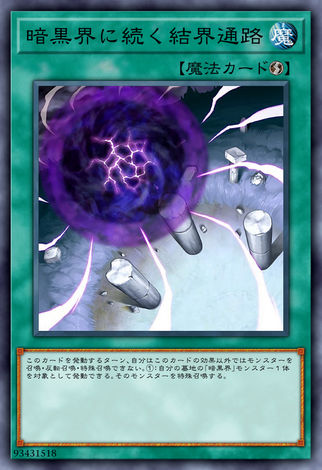 暗黒界に続く結界通路 魔
【魔法カード】
このカードを発動するターン、自分はこのカードの効果以外ではモンスターを
召喚・反転召喚・特殊召喚できない。①:自分の墓地の「暗黒界」モンスター1体
を対象として発動できる。そのモンスターを特殊召喚する。
93431518